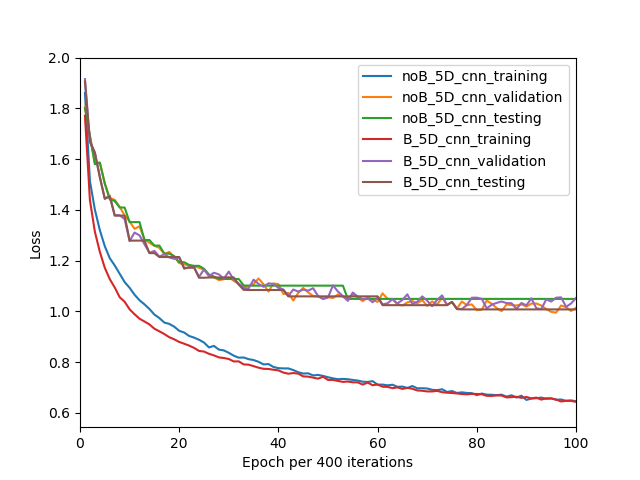 2.0
1.8
1.6
1.4
1.2
1.0
0.8
0.6
Loss
noB_5D_cnn_training
noB_5D_cnn_validation
noB_5D_cnn_testing
B_5D_cnn_training
B_5D_cnn_validation
B_5D_cnn_testing
0 20 40 60 80 100
Epoch per 400 iterations